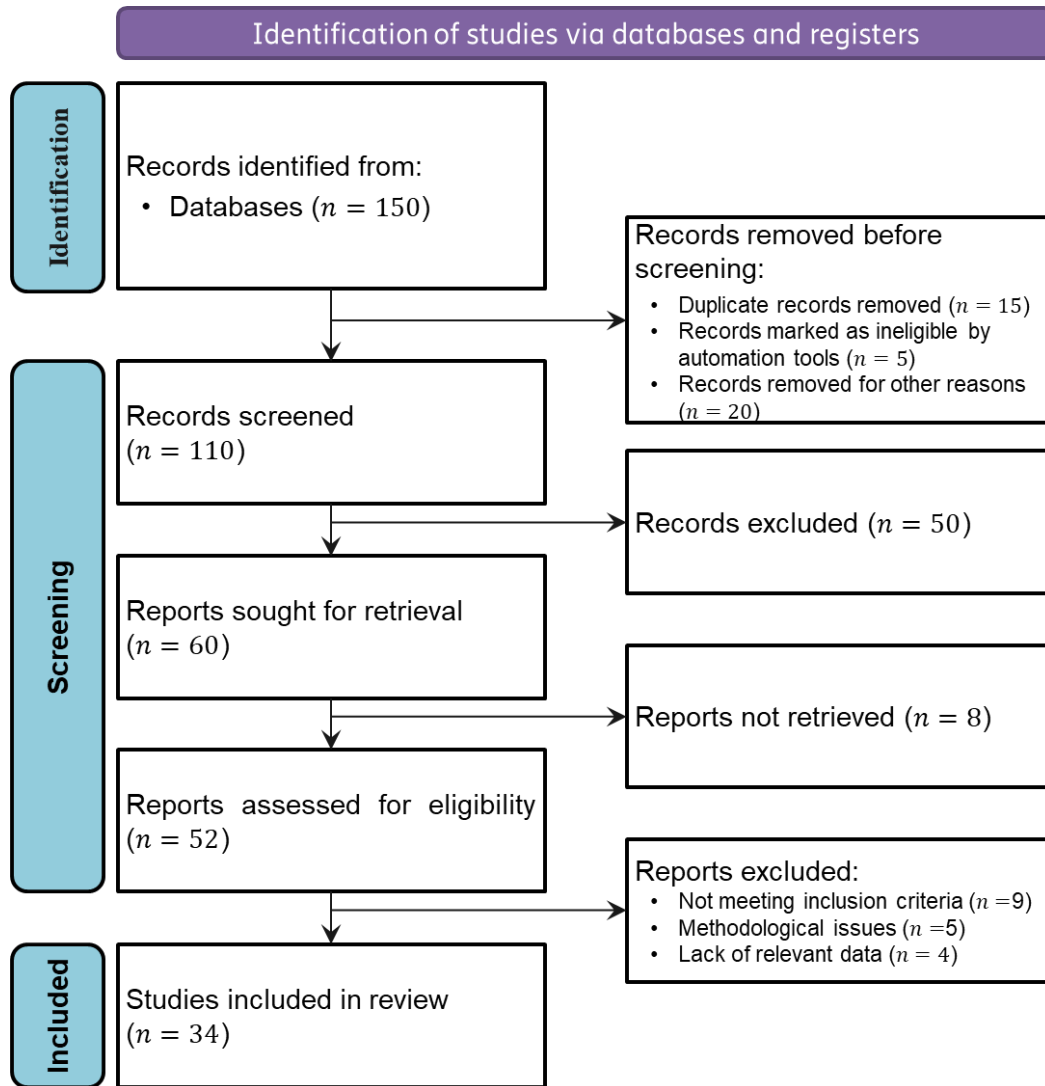 Identification of studies via databases and registers
Identification
Records identified from:
• Databases (n = 150)
Records removed before
screening:
• Duplicate records removed (n = 15)
• Records marked as ineligible by
automation tools (n = 5)
• Records removed for other reasons
(n = 20)
Screening
Records screened
(n = 110)
Records excluded (n = 50)
Reports sought for retrieval
(n = 60)
Reports not retrieved (n = 8)
Reports assessed for eligibility
(n = 52)
Reports excluded:
• Not meeting inclusion criteria (n =9)
• Methodological issues (n =5)
• Lack of relevant data (n = 4)
Included
Studies included in review
(n = 34)